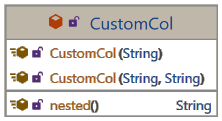 CustomCol
CustomCol(String)
CustomCol(String, String)
nested() String